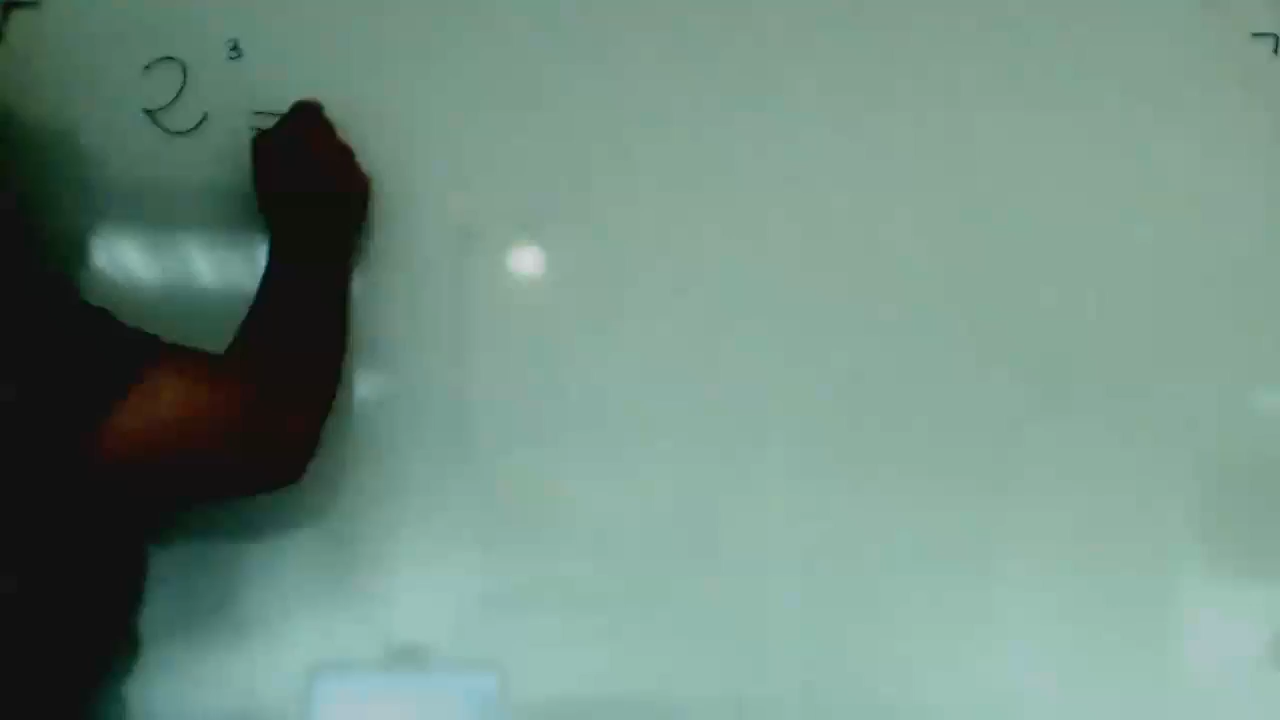 2³ =